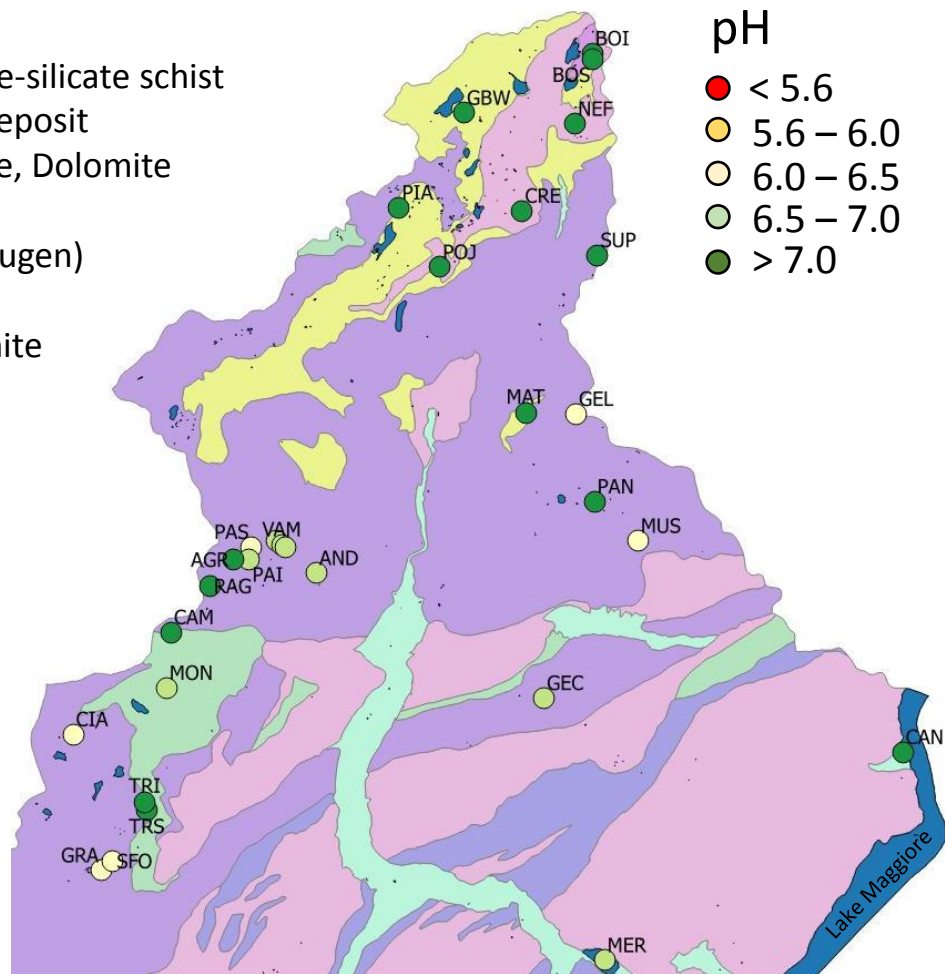 e-silicate schist
eposit
e, Dolomite
ugen)
nite
pH
< 5.6
5.6 – 6.0
6.0 – 6.5
6.5 – 7.0
> 7.0
BOI
BOS
GBW
NEF
PIA
CRE
SUP
POJ
MAT
GEL
PAN
MUS
PAS
VAM
AGR
PAI
AND
RAG
CAM
MON
GEC
CIA
CAN
TRI
TRS
GRA
SFO
Lake Maggiore
MER